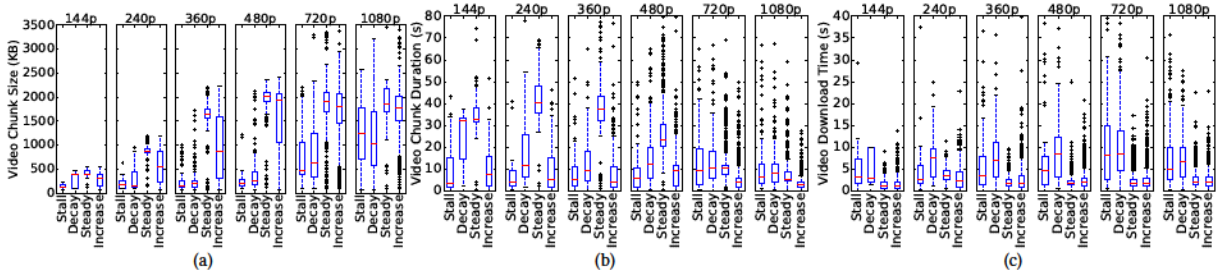 144p 240p 360p 480p 720p 1080p
Video Chunk Size (KB)
3500
3000
2500
2000
1500
1000
500
0
Stall Decay Steady Increase Stall Decay Steady Increase Stall Decay Steady Increase Stall Decay Steady Increase Stall Decay Steady Increase Stall Decay Steady Increase
(a)
144p 240p 360p 480p 720p 1080p
Video Chunk Duration (s)
80
70
60
50
40
30
20
10
0
Stall Decay Steady Increase Stall Decay Steady Increase Stall Decay Steady Increase Stall Decay Steady Increase Stall Decay Steady Increase Stall Decay Steady Increase
(b)
144p 240p 360p 480p 720p 1080p
Video Download Time (s)
40
35
30
25
20
15
10
5
0
Stall Decay Steady Increase Stall Decay Steady Increase Stall Decay Steady Increase Stall Decay Steady Increase Stall Decay Steady Increase Stall Decay Steady Increase
(c)